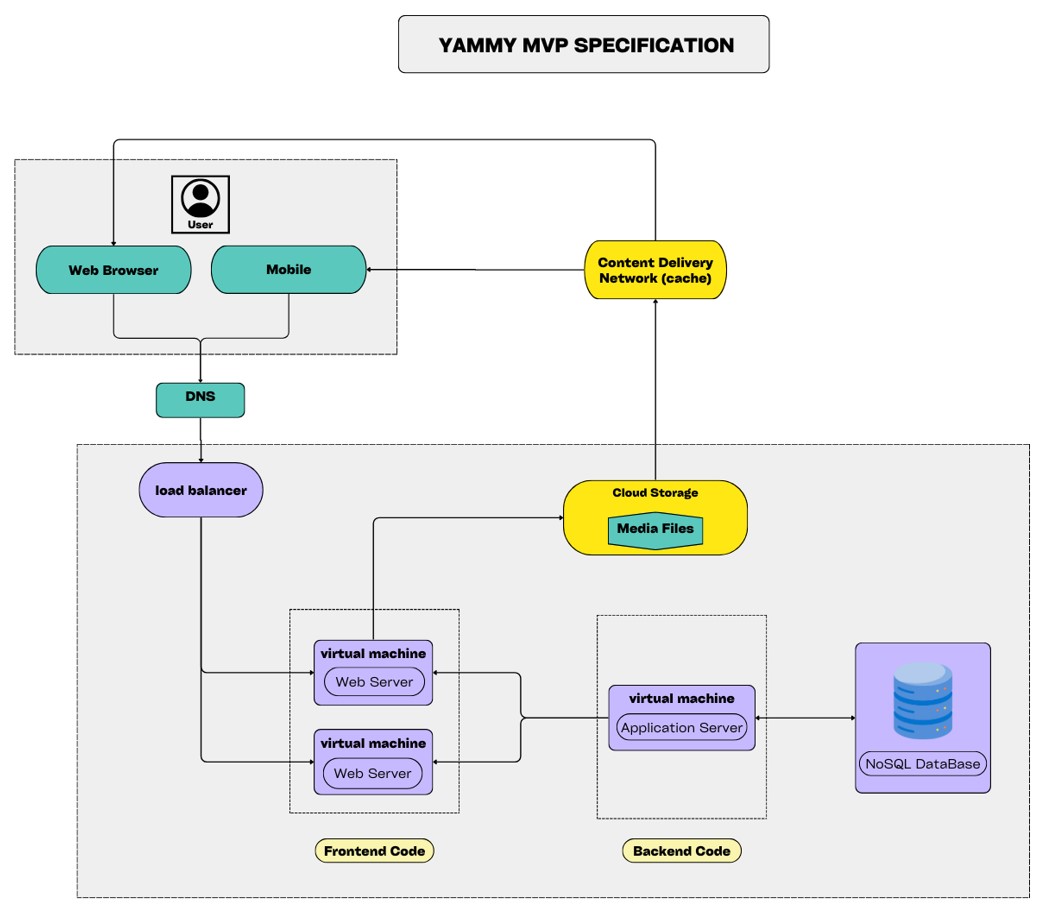 YAMMY MVP SPECIFICATION
User
Web Browser
Mobile
Content Delivery
Network (cache)
DNS
load balancer
Cloud Storage
Media Files
virtual machine
Web Server
virtual machine
Web Server
virtual machine
Application Server
NoSQL DataBase
Frontend Code
Backend Code